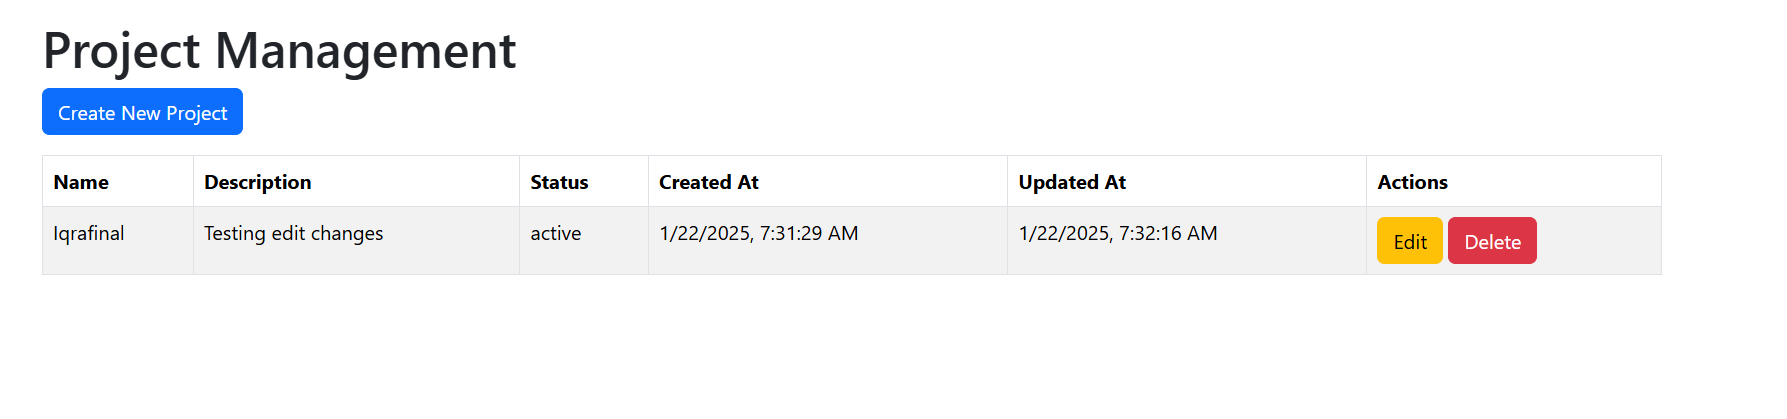 Project Management
Create New Project
Name Description Status Created At Updated At Actions
Iqrafinal Testing edit changes active 1/22/2025, 7:31:29 AM 1/22/2025, 7:32:16 AM Edit Delete